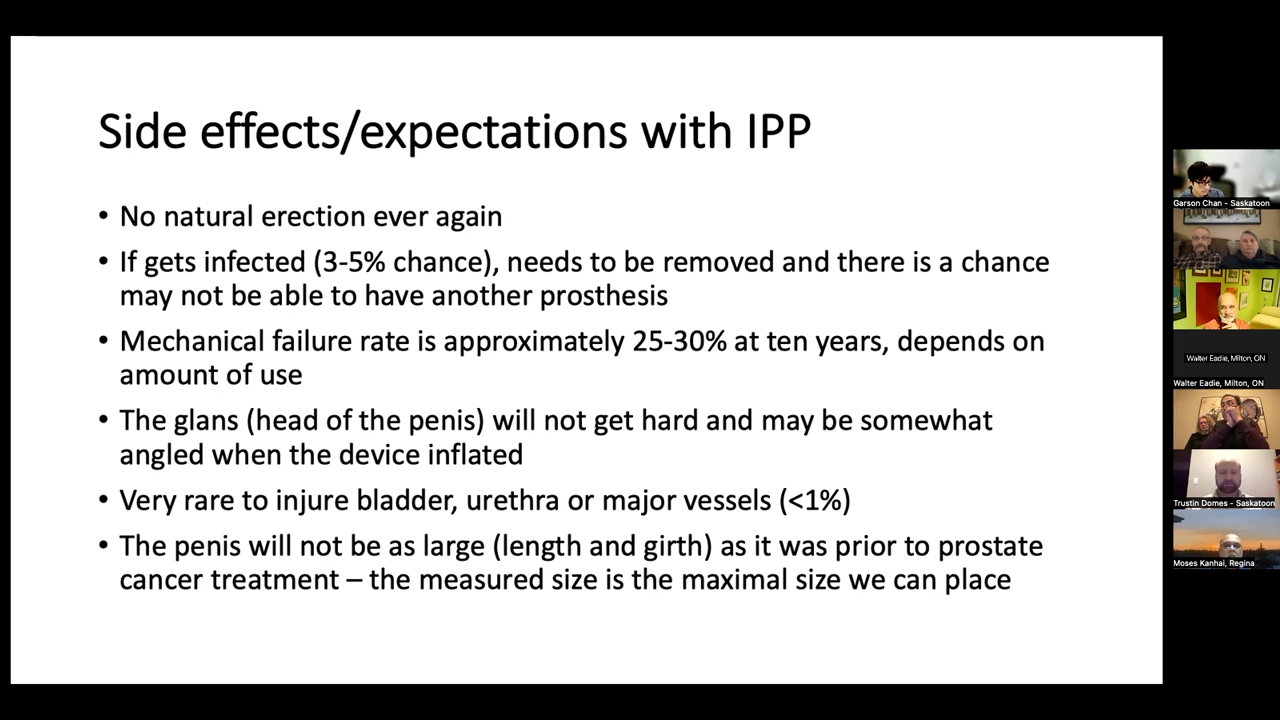 Side effects/expectations with IPP
• No natural erection ever again
• If gets infected (3-5% chance), needs to be removed and there is a chance
may not be able to have another prosthesis
• Mechanical failure rate is approximately 25-30% at ten years, depends on
amount of use
• The glans (head of the penis) will not get hard and may be somewhat
angled when the device inflated
• Very rare to injure bladder, urethra or major vessels (<1%)
• The penis will not be as large (length and girth) as it was prior to prostate
cancer treatment – the measured size is the maximal size we can place
Garson Chan - Saskatoon
Walter Eadie, Milton, ON
Walter Eadie, Milton, ON
Trustin Domes - Saskatoon
Moses Kanhai, Regina